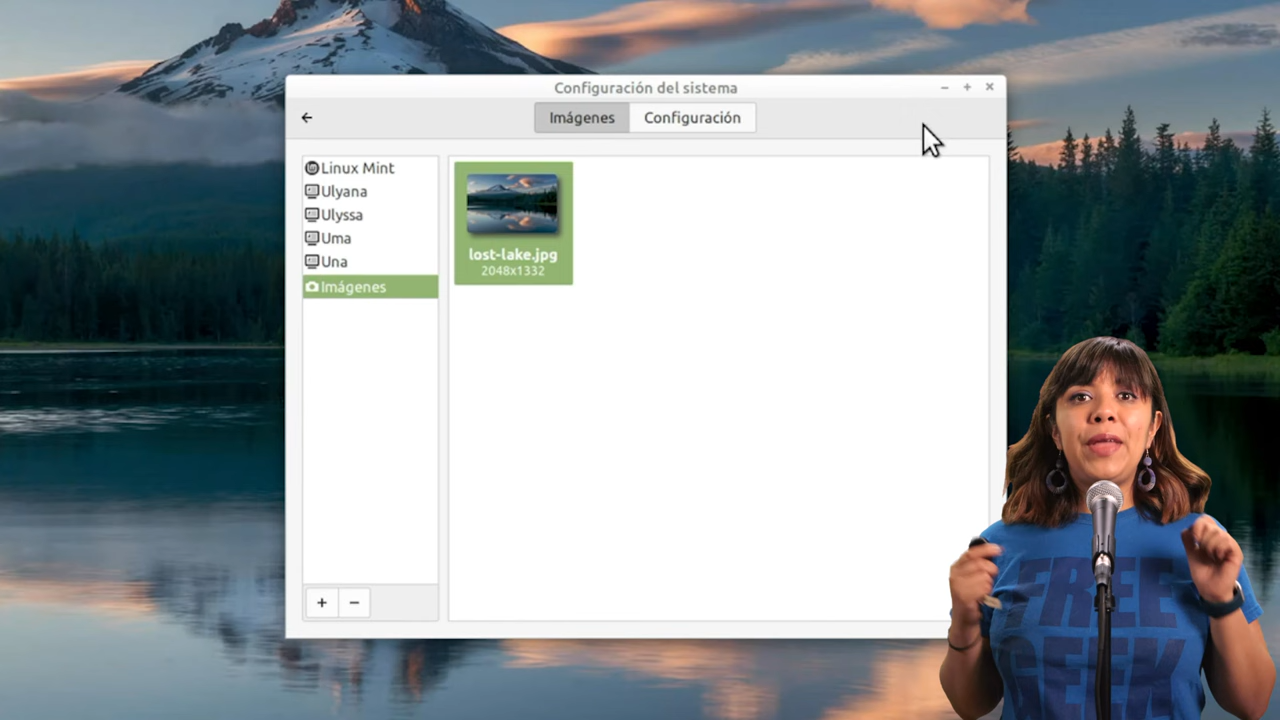 Configuración del sistema
Imágenes
Configuración
Linux Mint
Ulyana
Ulyssa
Uma
Una
Imágenes
lost-lake.jpg
2048x1332
FREE
GEEK